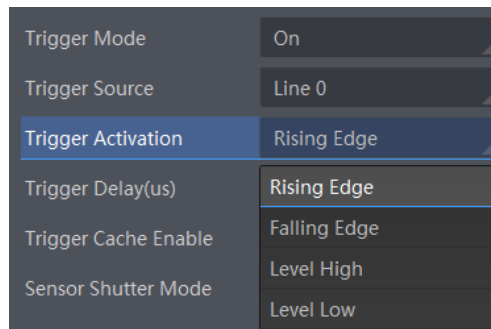 Trigger Mode On
Trigger Source Line 0
Trigger Activation Rising Edge
Trigger Delay(us) Rising Edge
Trigger Cache Enable Falling Edge
Level High
Sensor Shutter Mode
Level Low